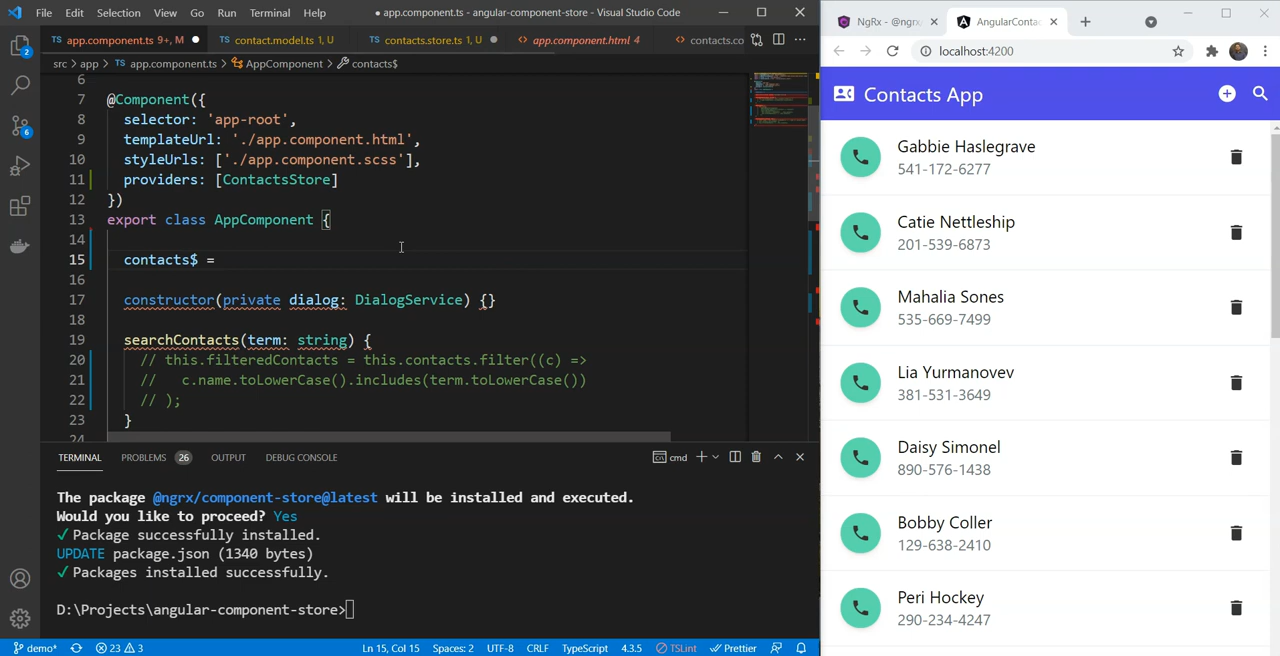 File Edit Selection View Go Run Terminal Help ● app.component.ts - angular-component-store - Visual Studio Code
TS app.component.ts 9+, M ● TS contact.model.ts 1, U TS contacts.store.ts 1, U ● <> app.component.html 4 <> contacts.co
src > app > TS app.component.ts > AppComponent > contacts$
6
7 @Component({
8 selector: 'app-root',
9 templateUrl: './app.component.html',
10 styleUrls: ['./app.component.scss'],
11 providers: [ContactsStore]
12 })
13 export class AppComponent {
14
15 contacts$ =
16
17 constructor(private dialog: DialogService) {}
18
19 searchContacts(term: string) {
20 // this.filteredContacts = this.contacts.filter((c) =>
21 // c.name.toLowerCase().includes(term.toLowerCase())
22 // );
23 }
24
2
6
TERMINAL PROBLEMS 26 OUTPUT DEBUG CONSOLE cmd
The package @ngrx/component-store@latest will be installed and executed.
Would you like to proceed? Yes
✓ Package successfully installed.
UPDATE package.json (1340 bytes)
✓ Packages installed successfully.
D:\Projects\angular-component-store>
demo* 23 3 Ln 15, Col 15 Spaces: 2 UTF-8 CRLF TypeScript 4.3.5 TSLint Prettier
NgRx - @ngrx/ AngularConta
localhost:4200
Contacts App
Gabbie Haslegrave
541-172-6277
Catie Nettleship
201-539-6873
Mahalia Sones
535-669-7499
Lia Yurmanovev
381-531-3649
Daisy Simonel
890-576-1438
Bobby Coller
129-638-2410
Peri Hockey
290-234-4247